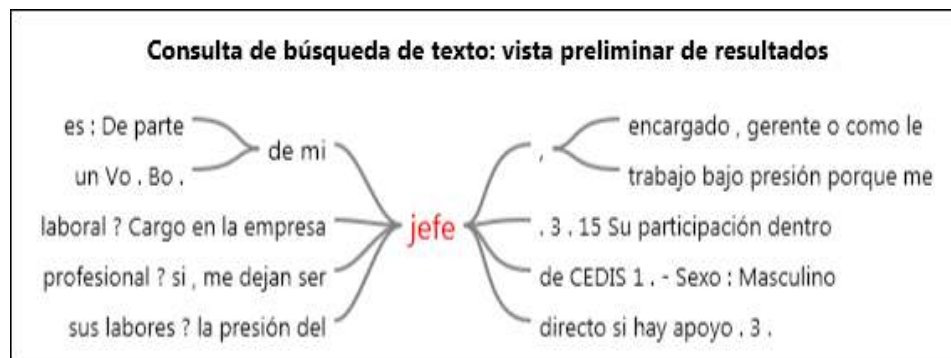 Consulta de búsqueda de texto: vista preliminar de resultados
es : De parte
un Vo . Bo .
de mi
laboral ? Cargo en la empresa
profesional ? si , me dejan ser
sus labores ? la presión del
jefe
,
encargado , gerente o como le
trabajo bajo presión porque me
. 3 . 15 Su participación dentro
de CEDIS 1 . - Sexo : Masculino
directo si hay apoyo . 3 .